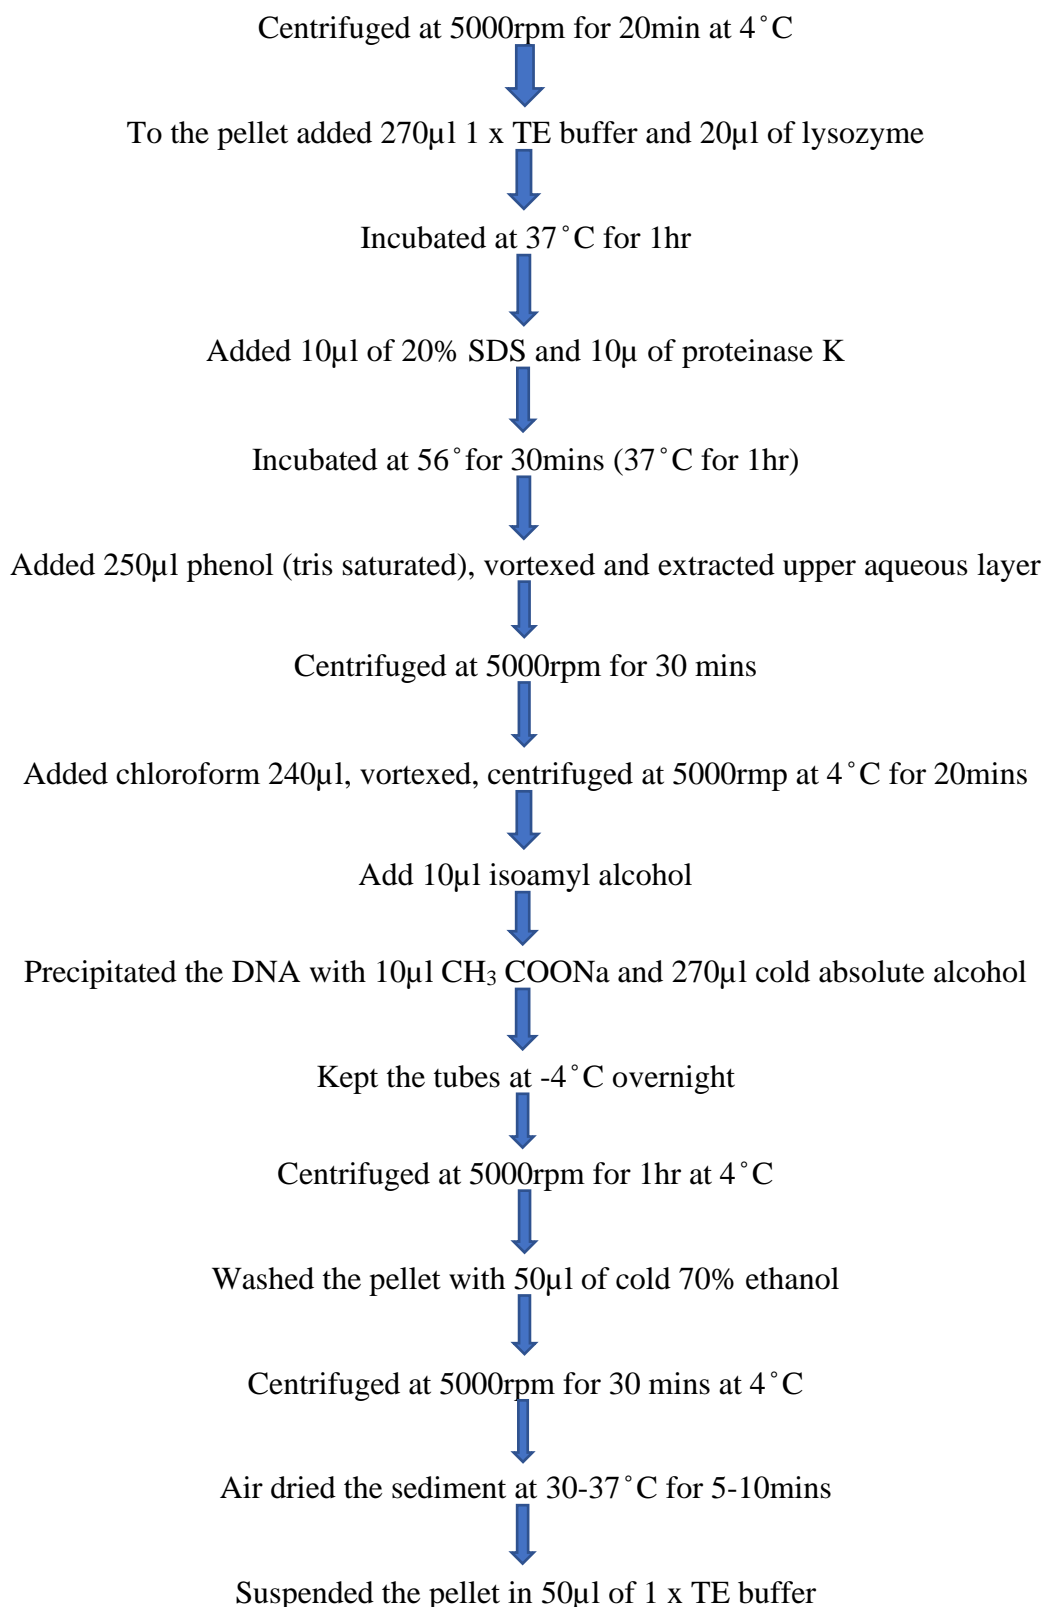 Centrifuged at 5000rpm for 20min at 4˚C
To the pellet added 270µl 1 x TE buffer and 20µl of lysozyme
Incubated at 37˚C for 1hr
Added 10µl of 20% SDS and 10µ of proteinase K
Incubated at 56˚for 30mins (37˚C for 1hr)
Added 250µl phenol (tris saturated), vortexed and extracted upper aqueous layer
Centrifuged at 5000rpm for 30 mins
Added chloroform 240µl, vortexed, centrifuged at 5000rmp at 4˚C for 20mins
Add 10µl isoamyl alcohol
Precipitated the DNA with 10µl CH₃ COONa and 270µl cold absolute alcohol
Kept the tubes at -4˚C overnight
Centrifuged at 5000rpm for 1hr at 4˚C
Washed the pellet with 50µl of cold 70% ethanol
Centrifuged at 5000rpm for 30 mins at 4˚C
Air dried the sediment at 30-37˚C for 5-10mins
Suspended the pellet in 50µl of 1 x TE buffer